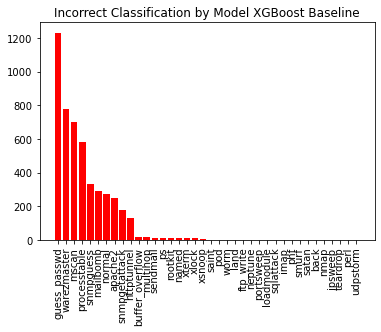 Incorrect Classification by Model XGBoost Baseline
1200
1000
800
600
400
200
0
guess_passwd
warezmaster
mscan
processtable
snmpguess
mailbomb
normal
apache2
snmpgetattack
httptunnel
buffer_overflow
multihop
sendmail
ps
rootkit
named
xterm
xlock
xsnoop
saint
pod
worm
land
ftp_write
neptune
portsweep
loadmodule
sqlattack
imap
phf
smurf
satan
back
nmap
ipsweep
teardrop
perl
udpstorm